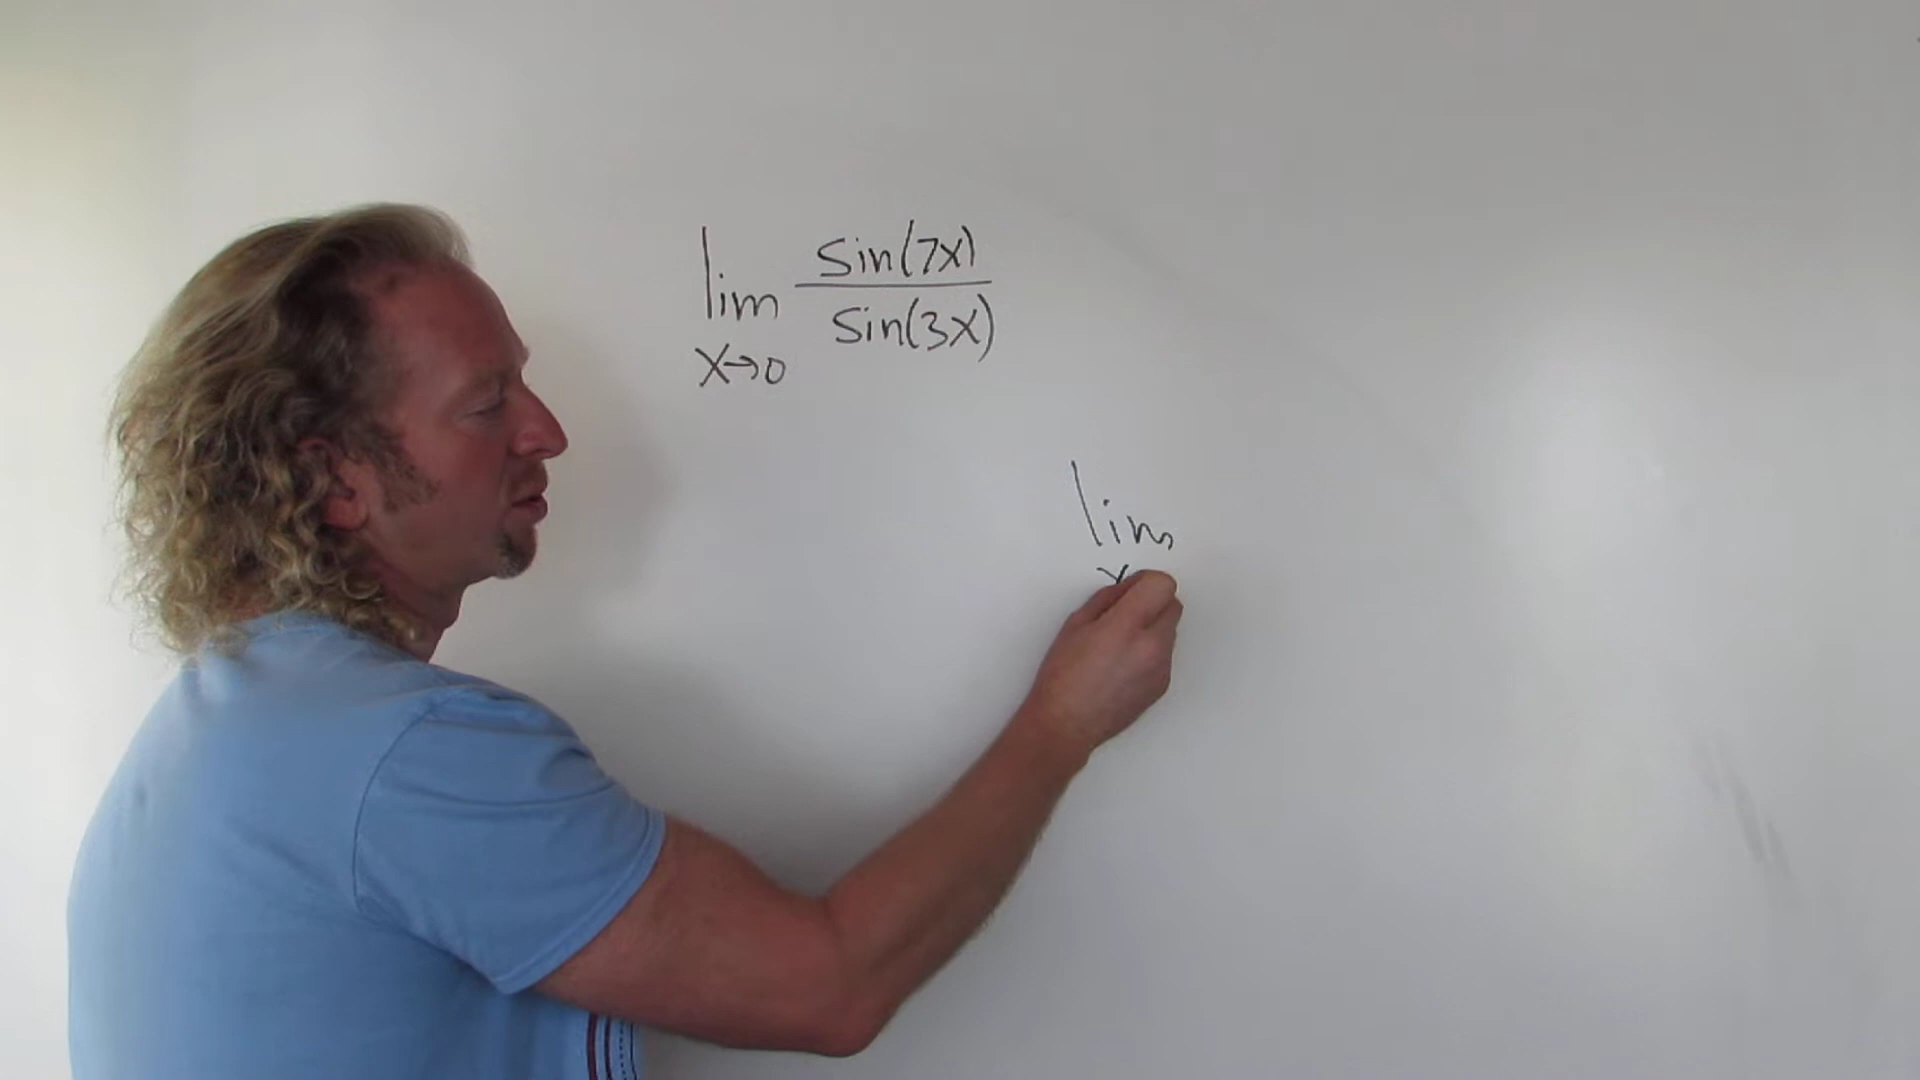 lim sin(7x)/sin(3x)
x→0
lim
x